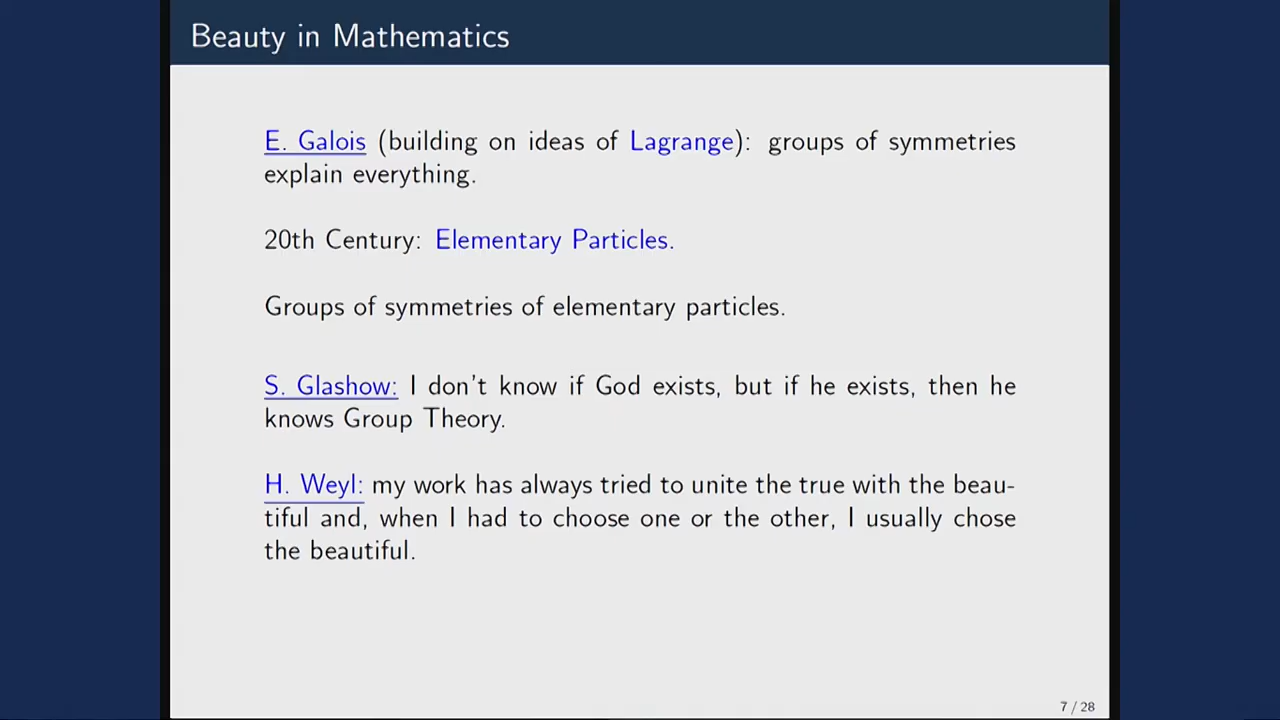 Beauty in Mathematics
E. Galois (building on ideas of Lagrange): groups of symmetries
explain everything.
20th Century: Elementary Particles.
Groups of symmetries of elementary particles.
S. Glashow: I don't know if God exists, but if he exists, then he
knows Group Theory.
H. Weyl: my work has always tried to unite the true with the beau-
tiful and, when I had to choose one or the other, I usually chose
the beautiful.
7 / 28